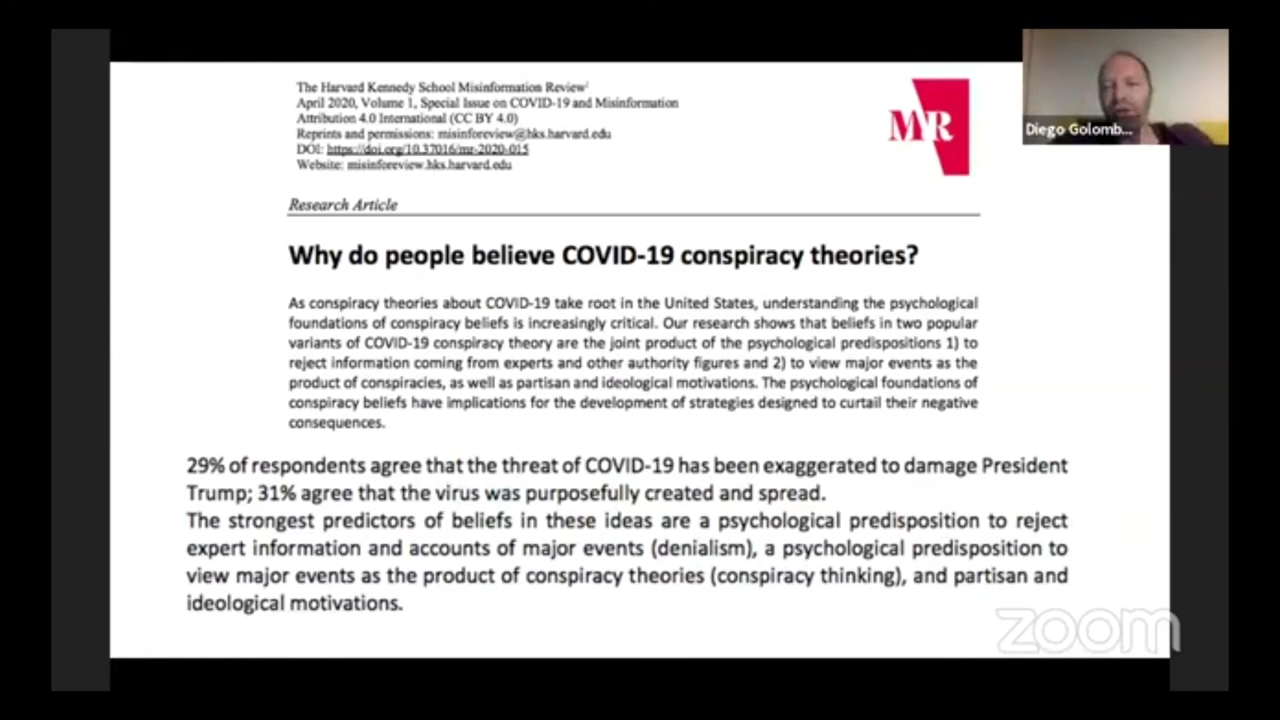 The Harvard Kennedy School Misinformation Review¹
April 2020, Volume 1, Special Issue on COVID-19 and Misinformation
Attribution 4.0 International (CC BY 4.0)
Reprints and permissions: misinforeview@hks.harvard.edu
DOI: https://doi.org/10.37016/mr-2020-015
Website: misinforeview.hks.harvard.edu
MR
Diego Golomb...
Research Article
Why do people believe COVID-19 conspiracy theories?
As conspiracy theories about COVID-19 take root in the United States, understanding the psychological
foundations of conspiracy beliefs is increasingly critical. Our research shows that beliefs in two popular
variants of COVID-19 conspiracy theory are the joint product of the psychological predispositions 1) to
reject information coming from experts and other authority figures and 2) to view major events as the
product of conspiracies, as well as partisan and ideological motivations. The psychological foundations of
conspiracy beliefs have implications for the development of strategies designed to curtail their negative
consequences.
29% of respondents agree that the threat of COVID-19 has been exaggerated to damage President
Trump; 31% agree that the virus was purposefully created and spread.
The strongest predictors of beliefs in these ideas are a psychological predisposition to reject
expert information and accounts of major events (denialism), a psychological predisposition to
view major events as the product of conspiracy theories (conspiracy thinking), and partisan and
ideological motivations.
zoom